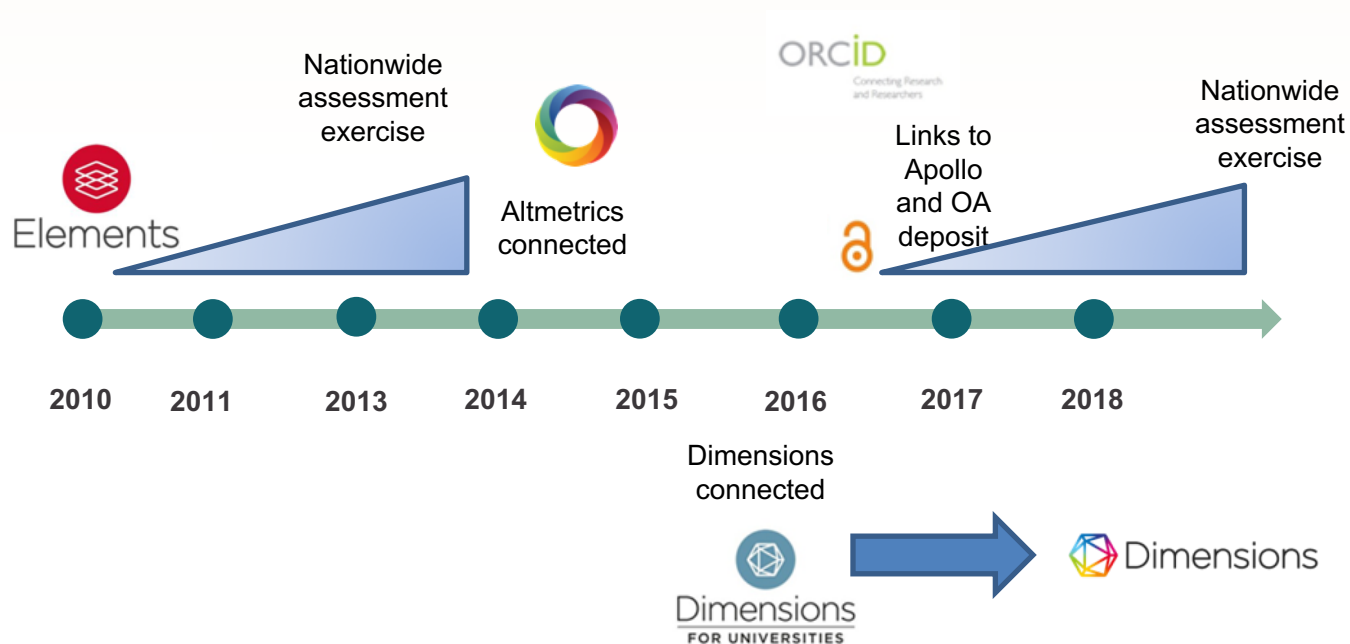 ORCID
Connecting Research
and Researchers
Nationwide
assessment
exercise
Nationwide
assessment
exercise
Links to
Apollo
and OA
deposit
Elements
Altmetrics
connected
2010
2011
2013
2014
2015
2016
2017
2018
Dimensions
connected
Dimensions
FOR UNIVERSITIES
Dimensions